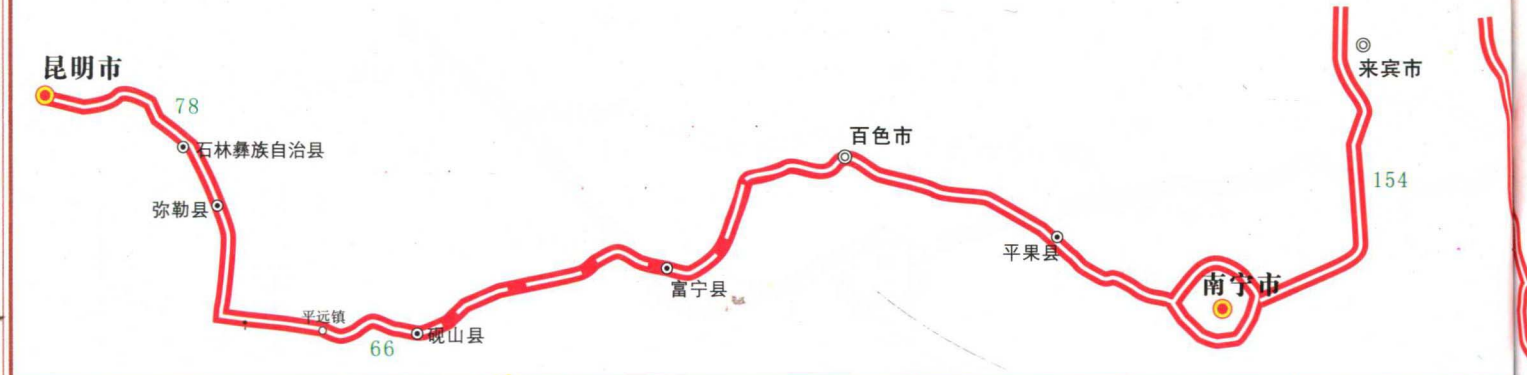 昆明市
78
石林彝族自治县
弥勒县
平远镇
66
砚山县
富宁县
百色市
平果县
南宁市
154
来宾市